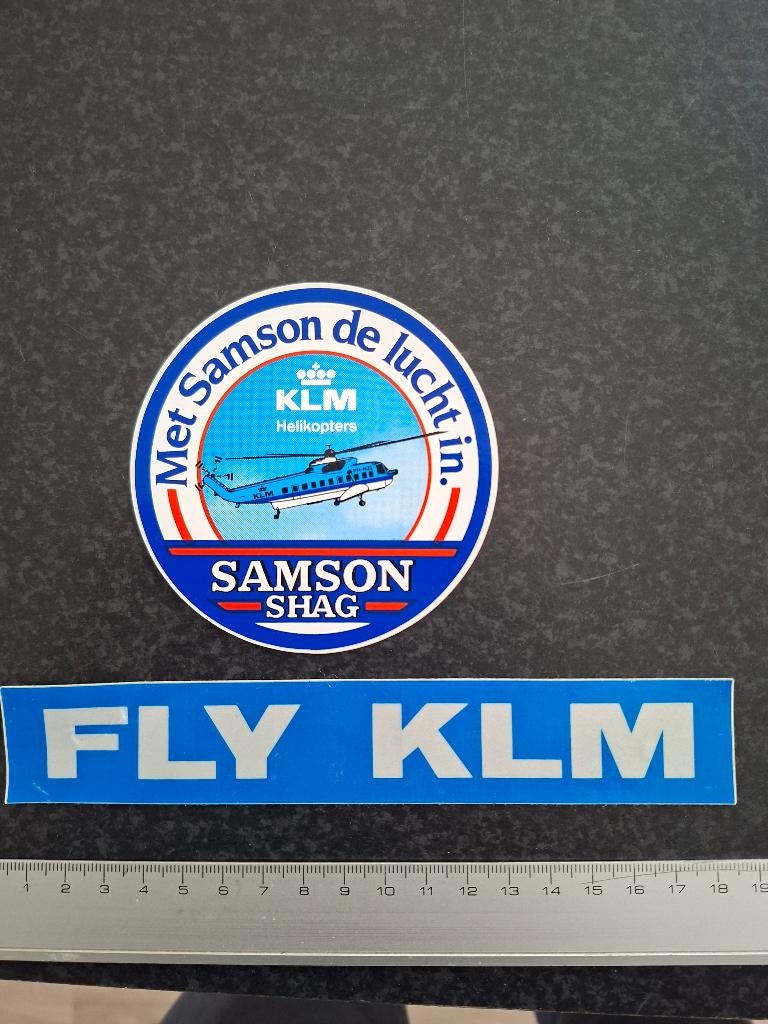 Met Samson de lucht in.
KLM
Helikopters
KLM
SAMSON
SHAG
FLY KLM
1 2 3 4 5 6 7 8 9 10 11 12 13 14 15 16 17 18 19